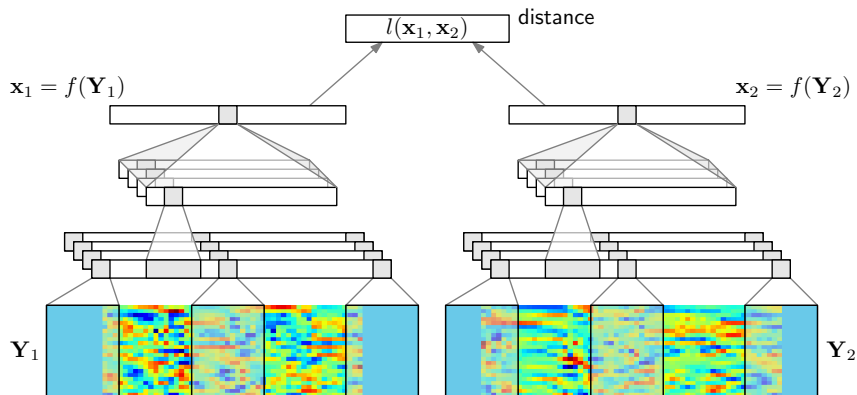 l(x₁, x₂) distance
x₁ = f(Y₁)
x₂ = f(Y₂)
Y₁
Y₂